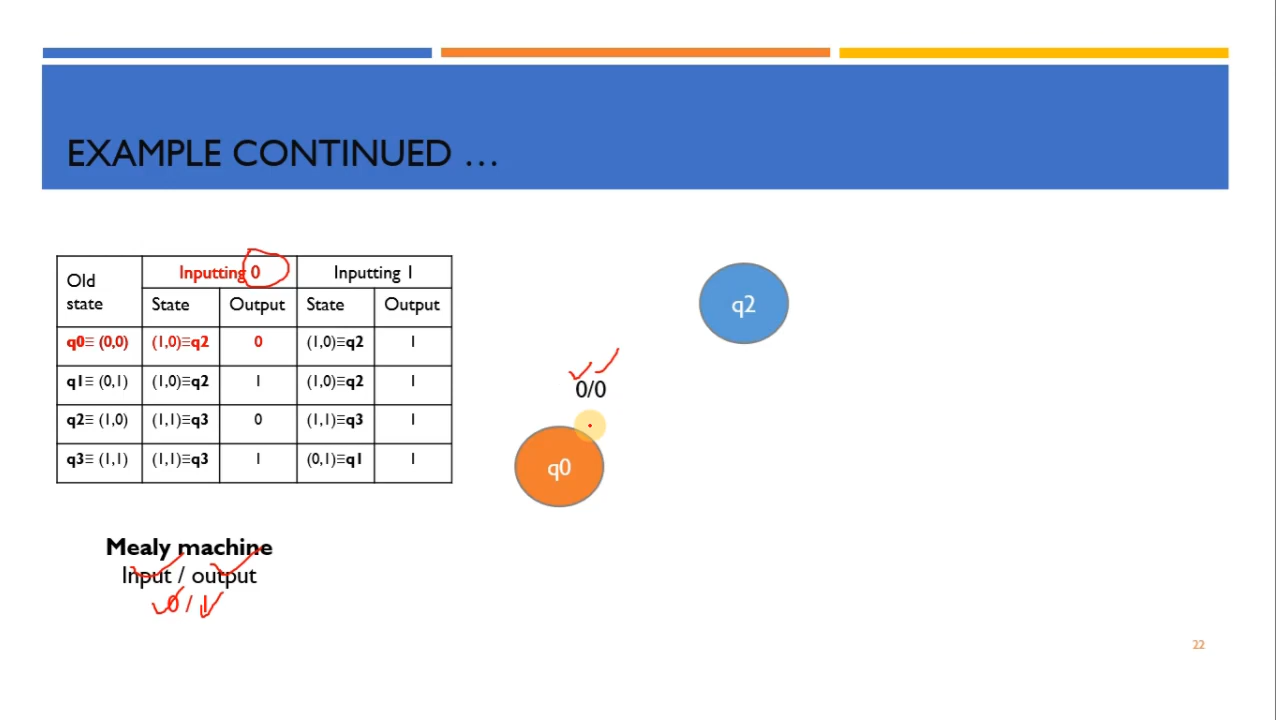 EXAMPLE CONTINUED ...
Old state Inputting 0 Inputting 1
State Output State Output
q0≡ (0,0) (1,0)≡q2 0 (1,0)≡q2 1
q1≡ (0,1) (1,0)≡q2 1 (1,0)≡q2 1
q2≡ (1,0) (1,1)≡q3 0 (1,1)≡q3 1
q3≡ (1,1) (1,1)≡q3 1 (0,1)≡q1 1
q2
0/0
q0
Mealy machine
Input / output
0 / 1
22